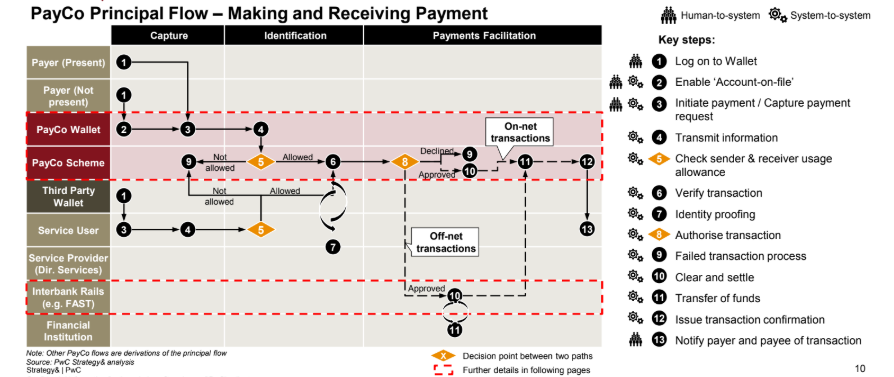 PayCo Principal Flow – Making and Receiving Payment
Human-to-system
System-to-system
Capture
Identification
Payments Facilitation
Payer (Present)
1
Payer (Not
present)
1
PayCo Wallet
2
3
4
PayCo Scheme
9
Not
allowed
5
Allowed
6
8
Declined
Approved
9
10
On-net
transactions
11
12
Third Party
Wallet
1
Not
allowed
Allowed
Service User
3
4
5
7
13
Off-net
transactions
Service Provider
(Dir. Services)
Interbank Rails
(e.g. FAST)
Approved
10
Financial
Institution
11
Key steps:
1 Log on to Wallet
2 Enable ‘Account-on-file’
3 Initiate payment / Capture payment
request
4 Transmit information
5 Check sender & receiver usage
allowance
6 Verify transaction
7 Identity proofing
8 Authorise transaction
9 Failed transaction process
10 Clear and settle
11 Transfer of funds
12 Issue transaction confirmation
13 Notify payer and payee of transaction
Note: Other PayCo flows are derivations of the principal flow
Source: PwC Strategy& analysis
Strategy& | PwC
X Decision point between two paths
Further details in following pages
10